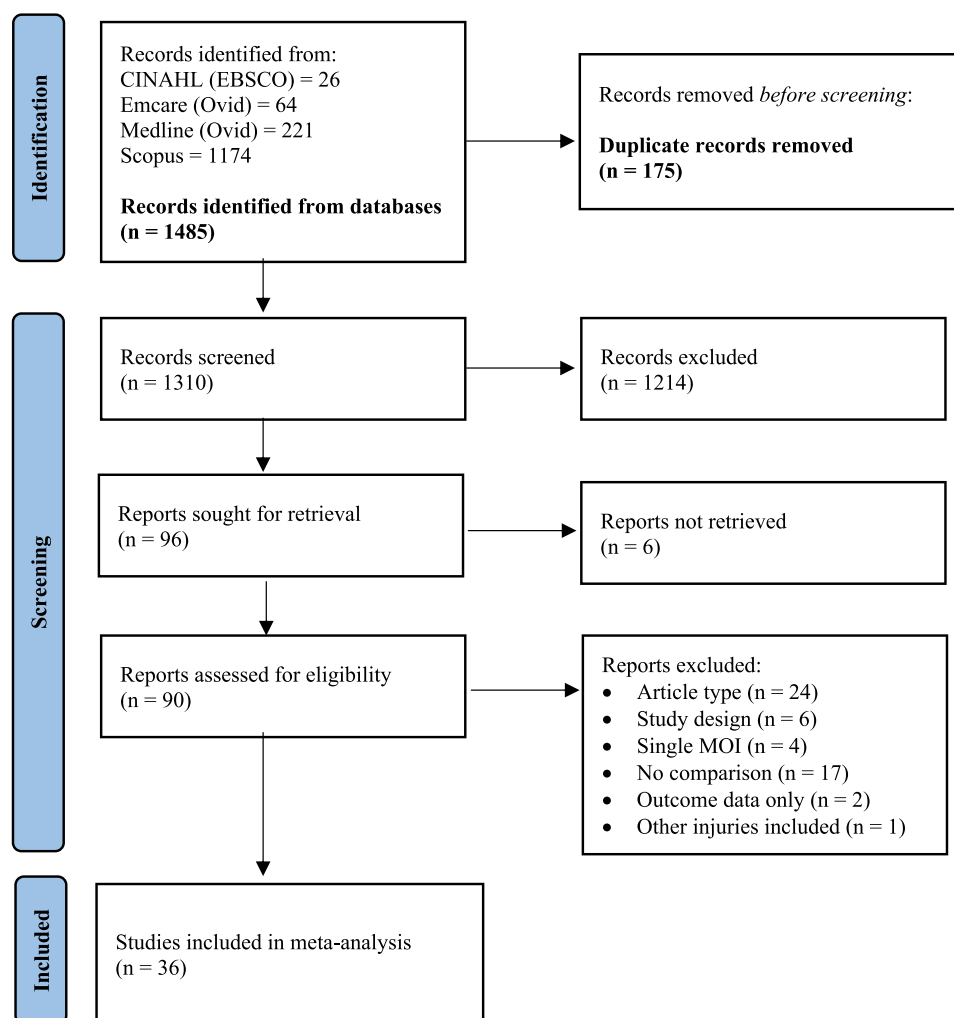 Identification
Records identified from:
CINAHL (EBSCO) = 26
Emcare (Ovid) = 64
Medline (Ovid) = 221
Scopus = 1174
Records identified from databases
(n = 1485)
Records removed before screening:
Duplicate records removed
(n = 175)
Screening
Records screened
(n = 1310)
Records excluded
(n = 1214)
Reports sought for retrieval
(n = 96)
Reports not retrieved
(n = 6)
Reports assessed for eligibility
(n = 90)
Reports excluded:
• Article type (n = 24)
• Study design (n = 6)
• Single MOI (n = 4)
• No comparison (n = 17)
• Outcome data only (n = 2)
• Other injuries included (n = 1)
Included
Studies included in meta-analysis
(n = 36)